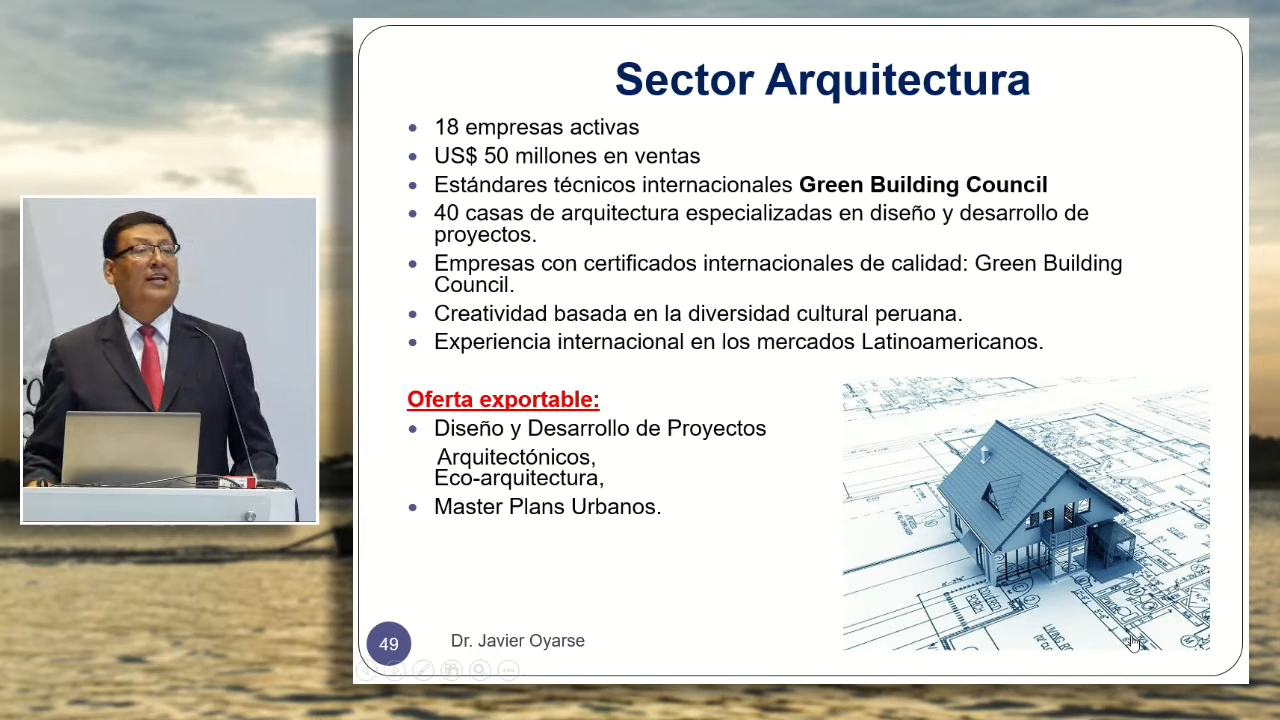 Sector Arquitectura
18 empresas activas
US$ 50 millones en ventas
Estándares técnicos internacionales Green Building Council
40 casas de arquitectura especializadas en diseño y desarrollo de
proyectos.
Empresas con certificados internacionales de calidad: Green Building
Council.
Creatividad basada en la diversidad cultural peruana.
Experiencia internacional en los mercados Latinoamericanos.
Oferta exportable:
Diseño y Desarrollo de Proyectos
Arquitectónicos,
Eco-arquitectura,
Master Plans Urbanos.
49
Dr. Javier Oyarse